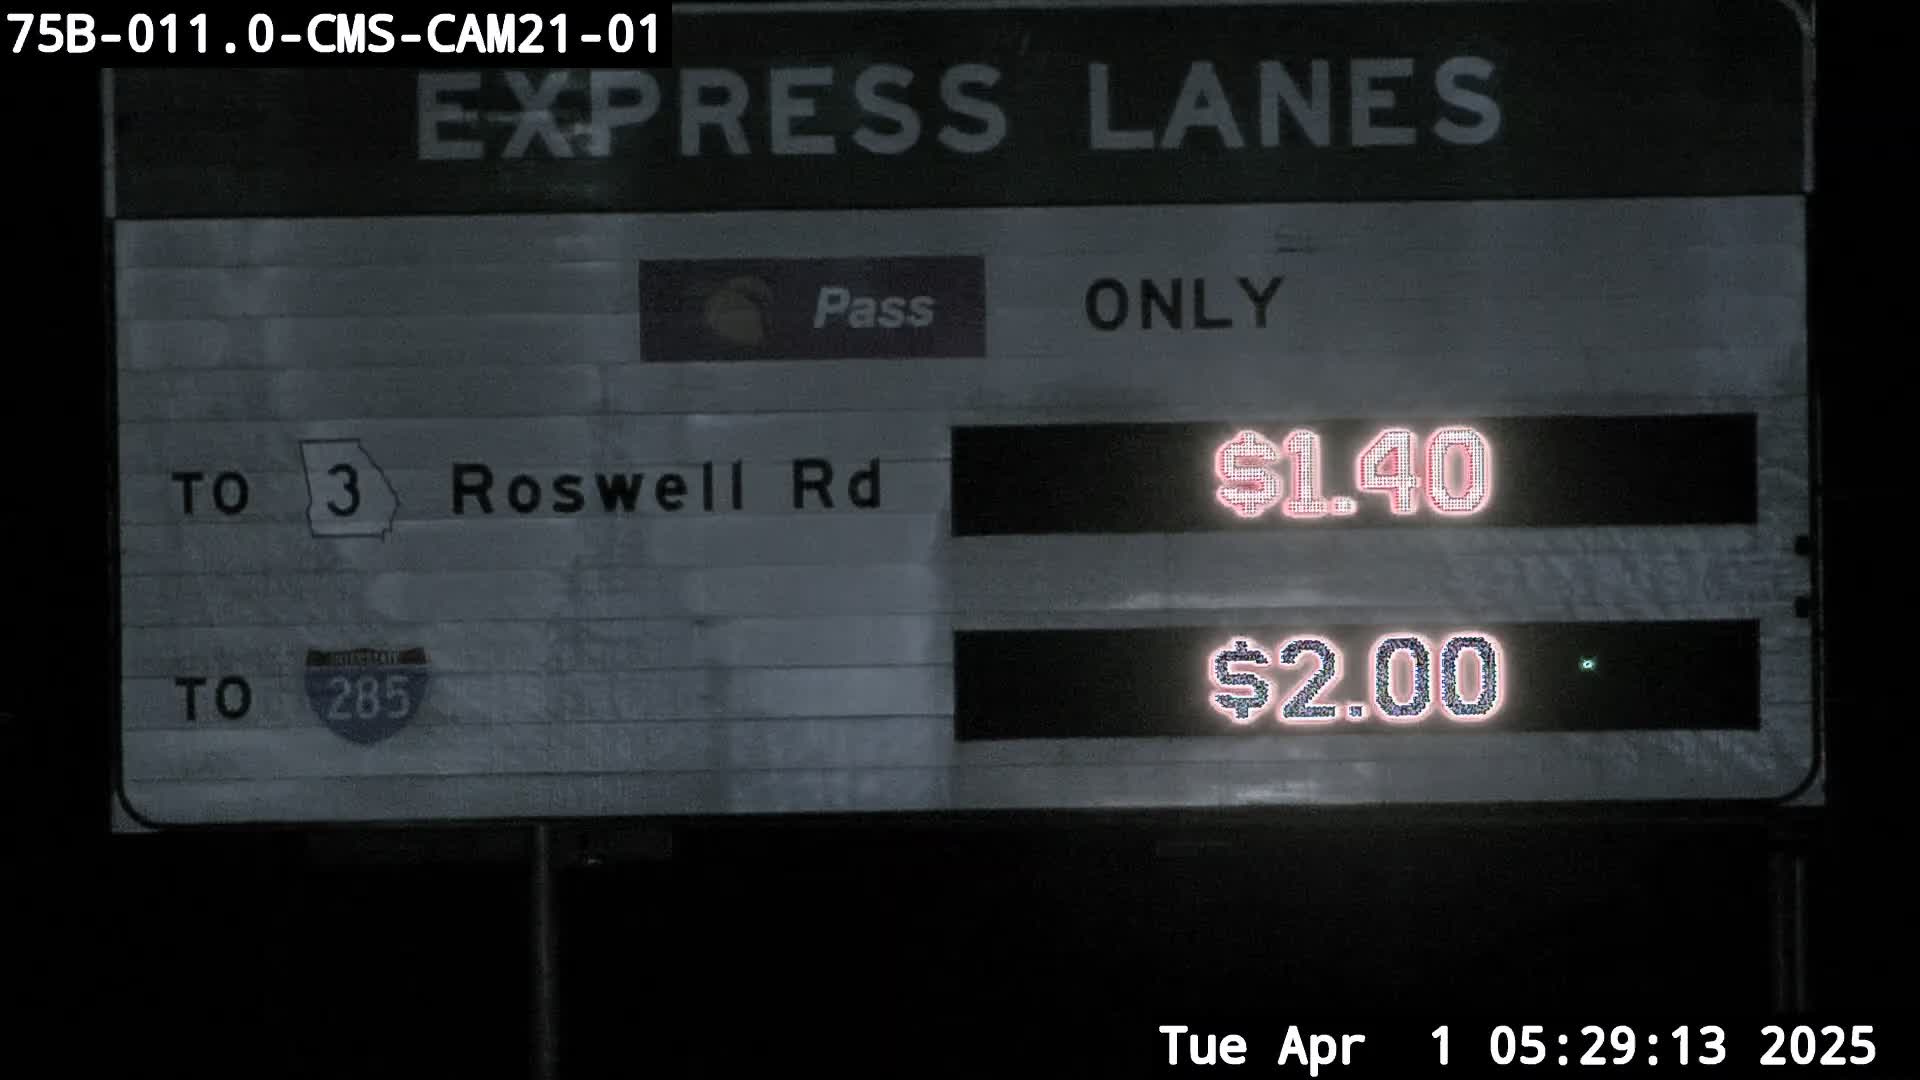 75B-011.0-CMS-CAM21-01
EXPRESS LANES
Pass ONLY
TO 3 Roswell Rd $1.40
INTERSTATE
TO 285 $2.00
Tue Apr 1 05:29:13 2025